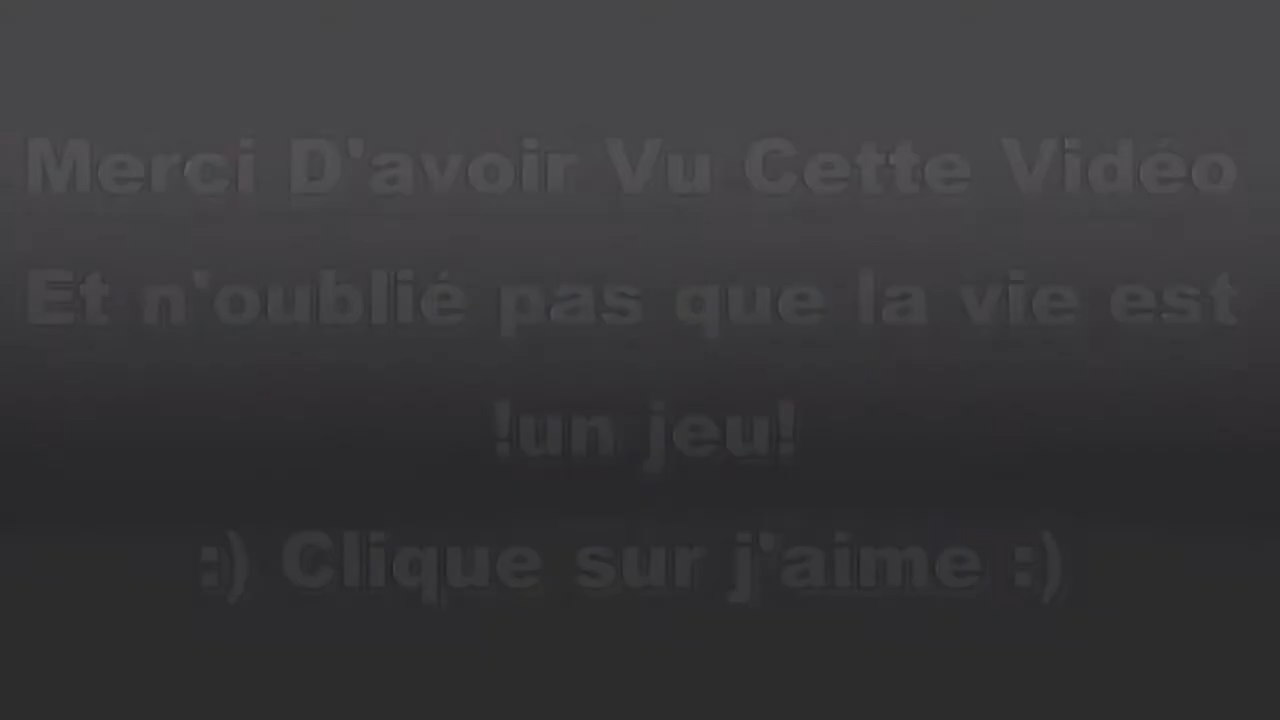 Merci D'avoir Vu Cette Vidéo
Et n'oublié pas que la vie est
!un jeu!
:) Clique sur j'aime :)